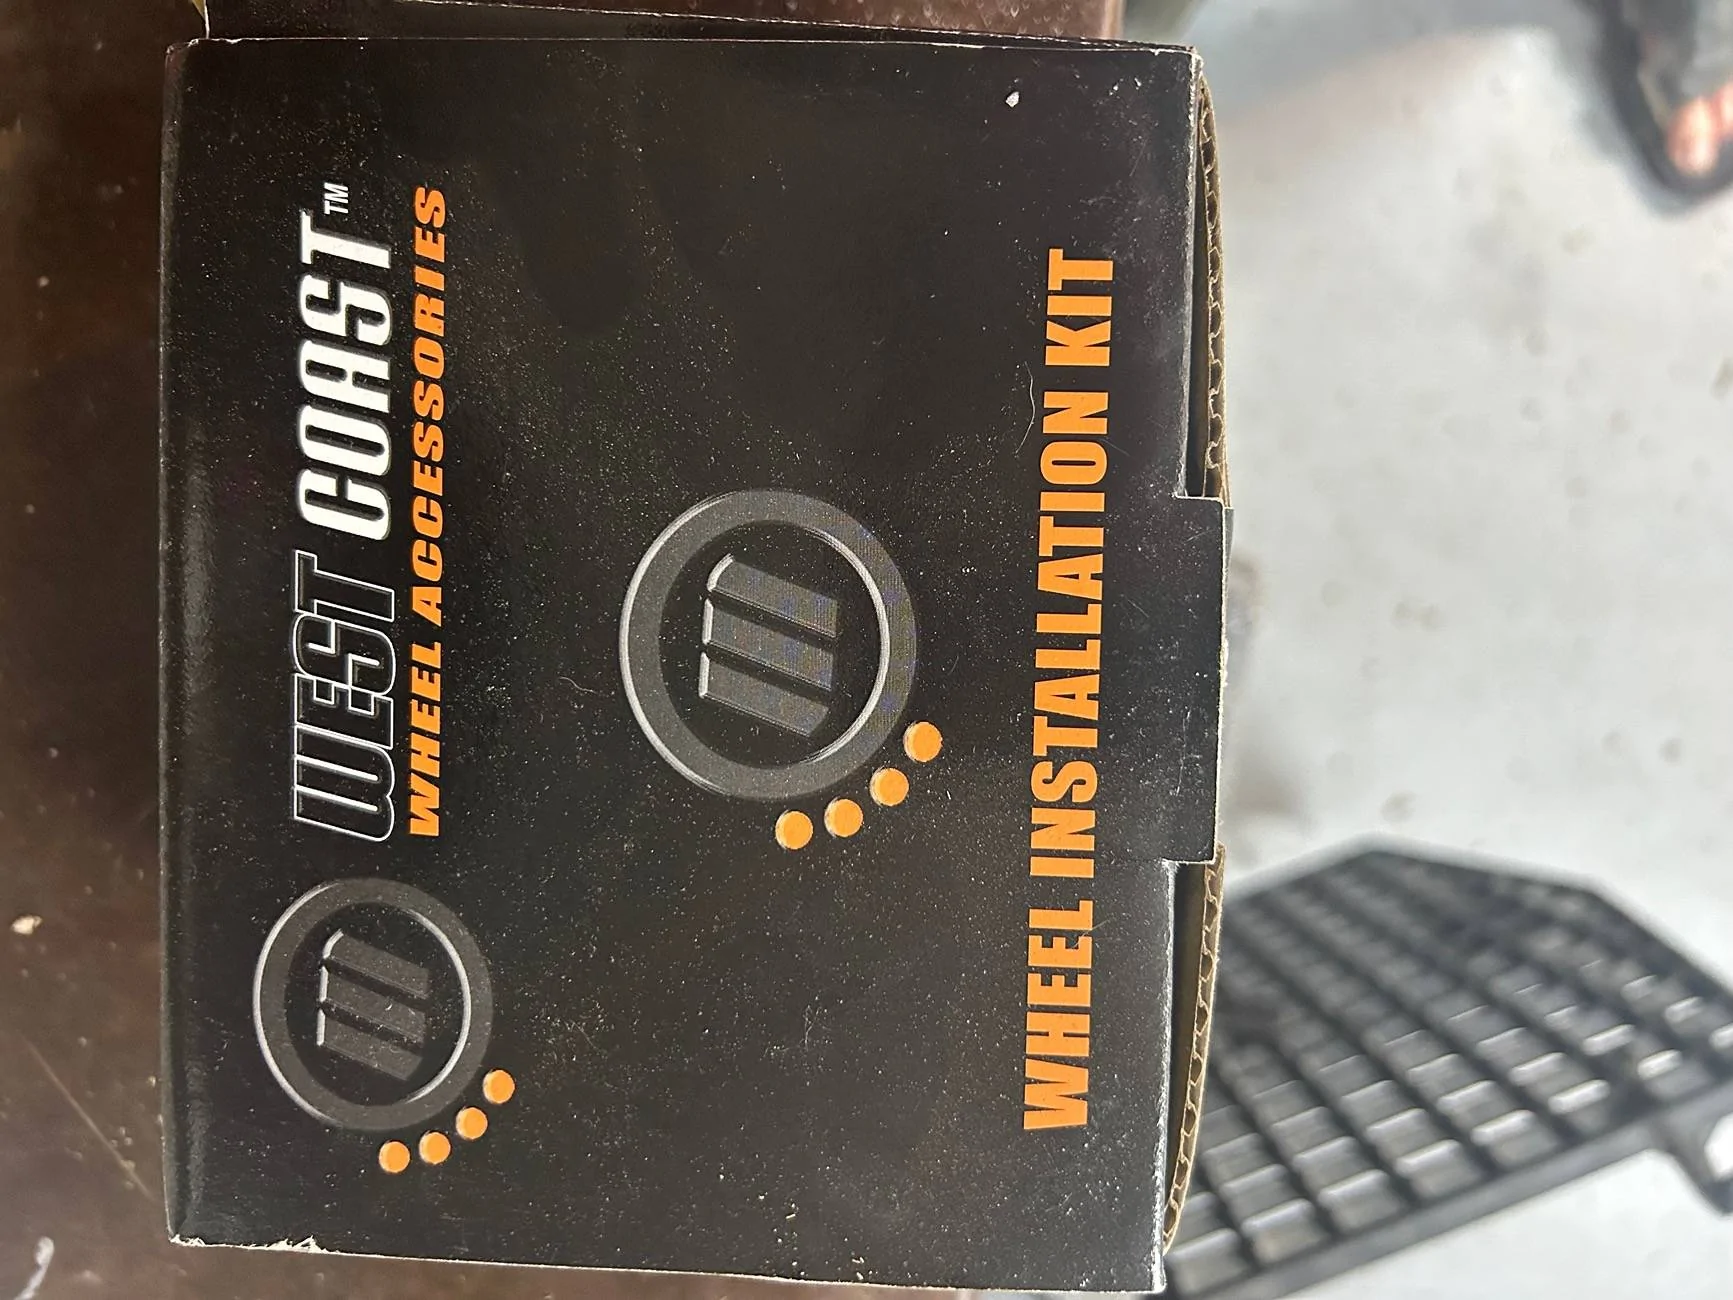 WEST COAST™
WHEEL ACCESSORIES
WHEEL INSTALLATION KIT